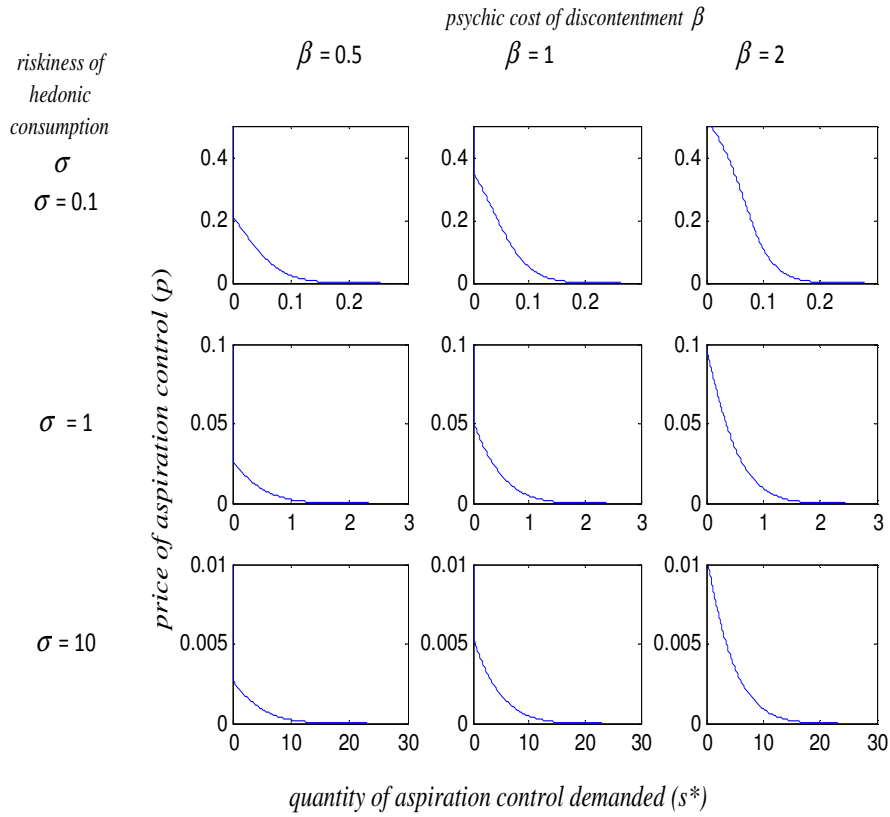 psychic cost of discontentment β
β = 0.5 β = 1 β = 2
riskiness of
hedonic
consumption
σ
σ = 0.1
0.4 0.4 0.4
0.2 0.2 0.2
0 0 0
0 0.1 0.2 0 0.1 0.2 0 0.1 0.2
price of aspiration control (p)
0.1 0.1 0.1
σ = 1
0.05 0.05 0.05
0 0 0
0 1 2 3 0 1 2 3 0 1 2 3
0.01 0.01 0.01
σ = 10
0.005 0.005 0.005
0 0 0
0 10 20 30 0 10 20 30 0 10 20 30
quantity of aspiration control demanded (s*)